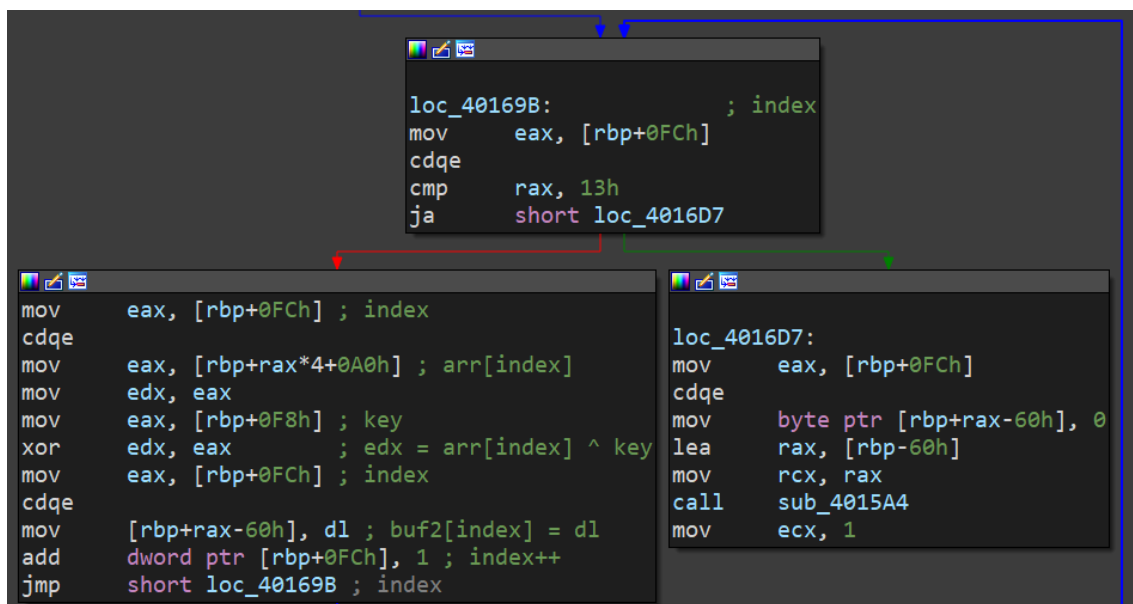 loc_40169B: ; index
mov eax, [rbp+0FCh]
cdqe
cmp rax, 13h
ja short loc_4016D7
mov eax, [rbp+0FCh] ; index
cdqe
mov eax, [rbp+rax*4+0A0h] ; arr[index]
mov edx, eax
mov eax, [rbp+0F8h] ; key
xor edx, eax ; edx = arr[index] ^ key
mov eax, [rbp+0FCh] ; index
cdqe
mov [rbp+rax-60h], dl ; buf2[index] = dl
add dword ptr [rbp+0FCh], 1 ; index++
jmp short loc_40169B ; index
loc_4016D7:
mov eax, [rbp+0FCh]
cdqe
mov byte ptr [rbp+rax-60h], 0
lea rax, [rbp-60h]
mov rcx, rax
call sub_4015A4
mov ecx, 1